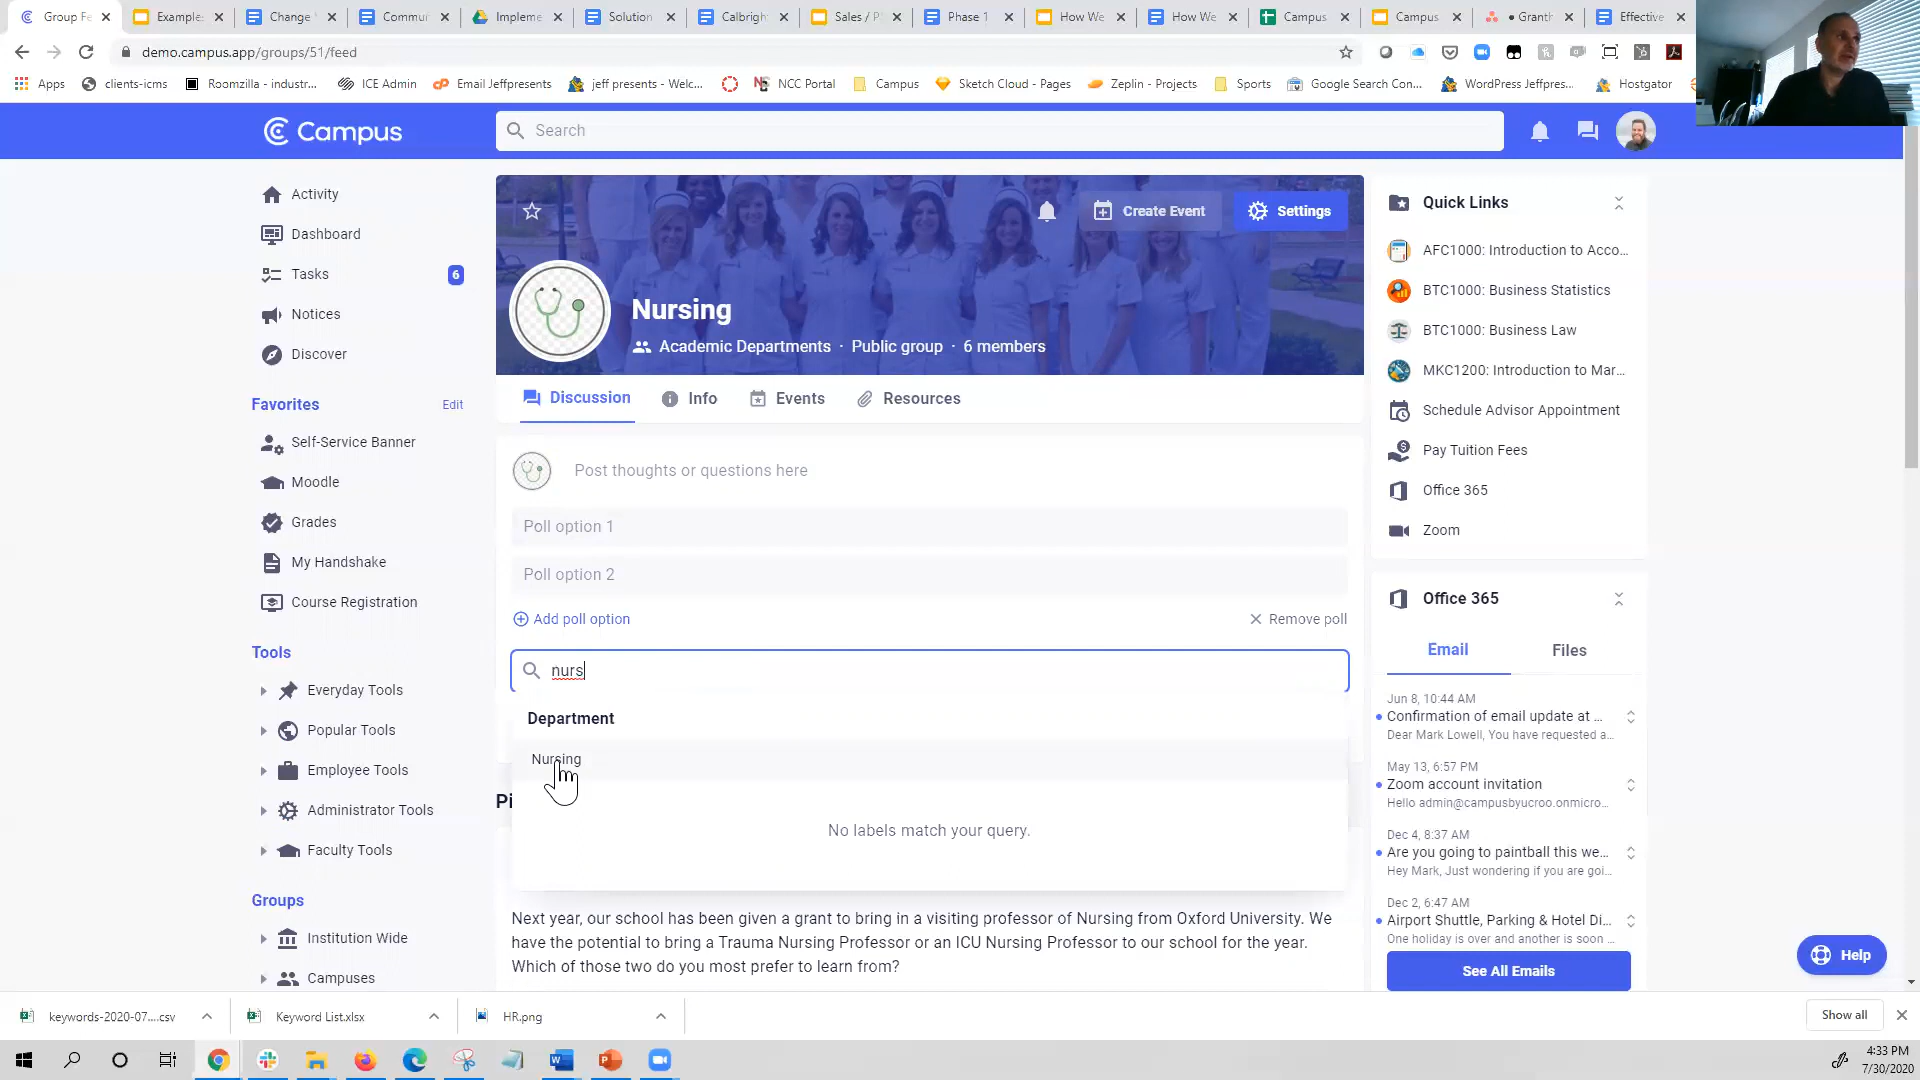 Group Fe
Example:
Change
Commu
Impleme
Solution
Calbright
Sales / P
Phase 1
How We
How We
Campus
Campus
Granth
Effective
demo.campus.app/groups/51/feed
Apps
clients-icms
Roomzilla - industr...
ICE Admin
Email Jeffpresents
jeff presents - Welc...
NCC Portal
Campus
Sketch Cloud - Pages
Zeplin - Projects
Sports
Google Search Con...
WordPress Jeffpres...
Hostgator
Campus
Search
Activity
Dashboard
Tasks 6
Notices
Discover
Favorites Edit
Self-Service Banner
Moodle
Grades
My Handshake
Course Registration
Tools
Everyday Tools
Popular Tools
Employee Tools
Administrator Tools
Faculty Tools
Groups
Institution Wide
Campuses
Create Event
Settings
Nursing
Academic Departments · Public group · 6 members
Discussion Info Events Resources
Post thoughts or questions here
Poll option 1
Poll option 2
Add poll option Remove poll
nurs
Department
Nursing
Pi
No labels match your query.
Next year, our school has been given a grant to bring in a visiting professor of Nursing from Oxford University. We
have the potential to bring a Trauma Nursing Professor or an ICU Nursing Professor to our school for the year.
Which of those two do you most prefer to learn from?
Quick Links
AFC1000: Introduction to Acco...
BTC1000: Business Statistics
BTC1000: Business Law
MKC1200: Introduction to Mar...
Schedule Advisor Appointment
Pay Tuition Fees
Office 365
Zoom
Office 365
Email Files
Jun 8, 10:44 AM
Confirmation of email update at ...
Dear Mark Lowell, You have requested a...
May 13, 6:57 PM
Zoom account invitation
Hello admin@campusbyucroo.onmicro...
Dec 4, 8:37 AM
Are you going to paintball this we...
Hey Mark, Just wondering if you are goi...
Dec 2, 6:47 AM
Airport Shuttle, Parking & Hotel Di...
One holiday is over and another is soon ...
See All Emails
Help
keywords-2020-07....csv
Keyword List.xlsx
HR.png
Show all
4:33 PM
7/30/2020